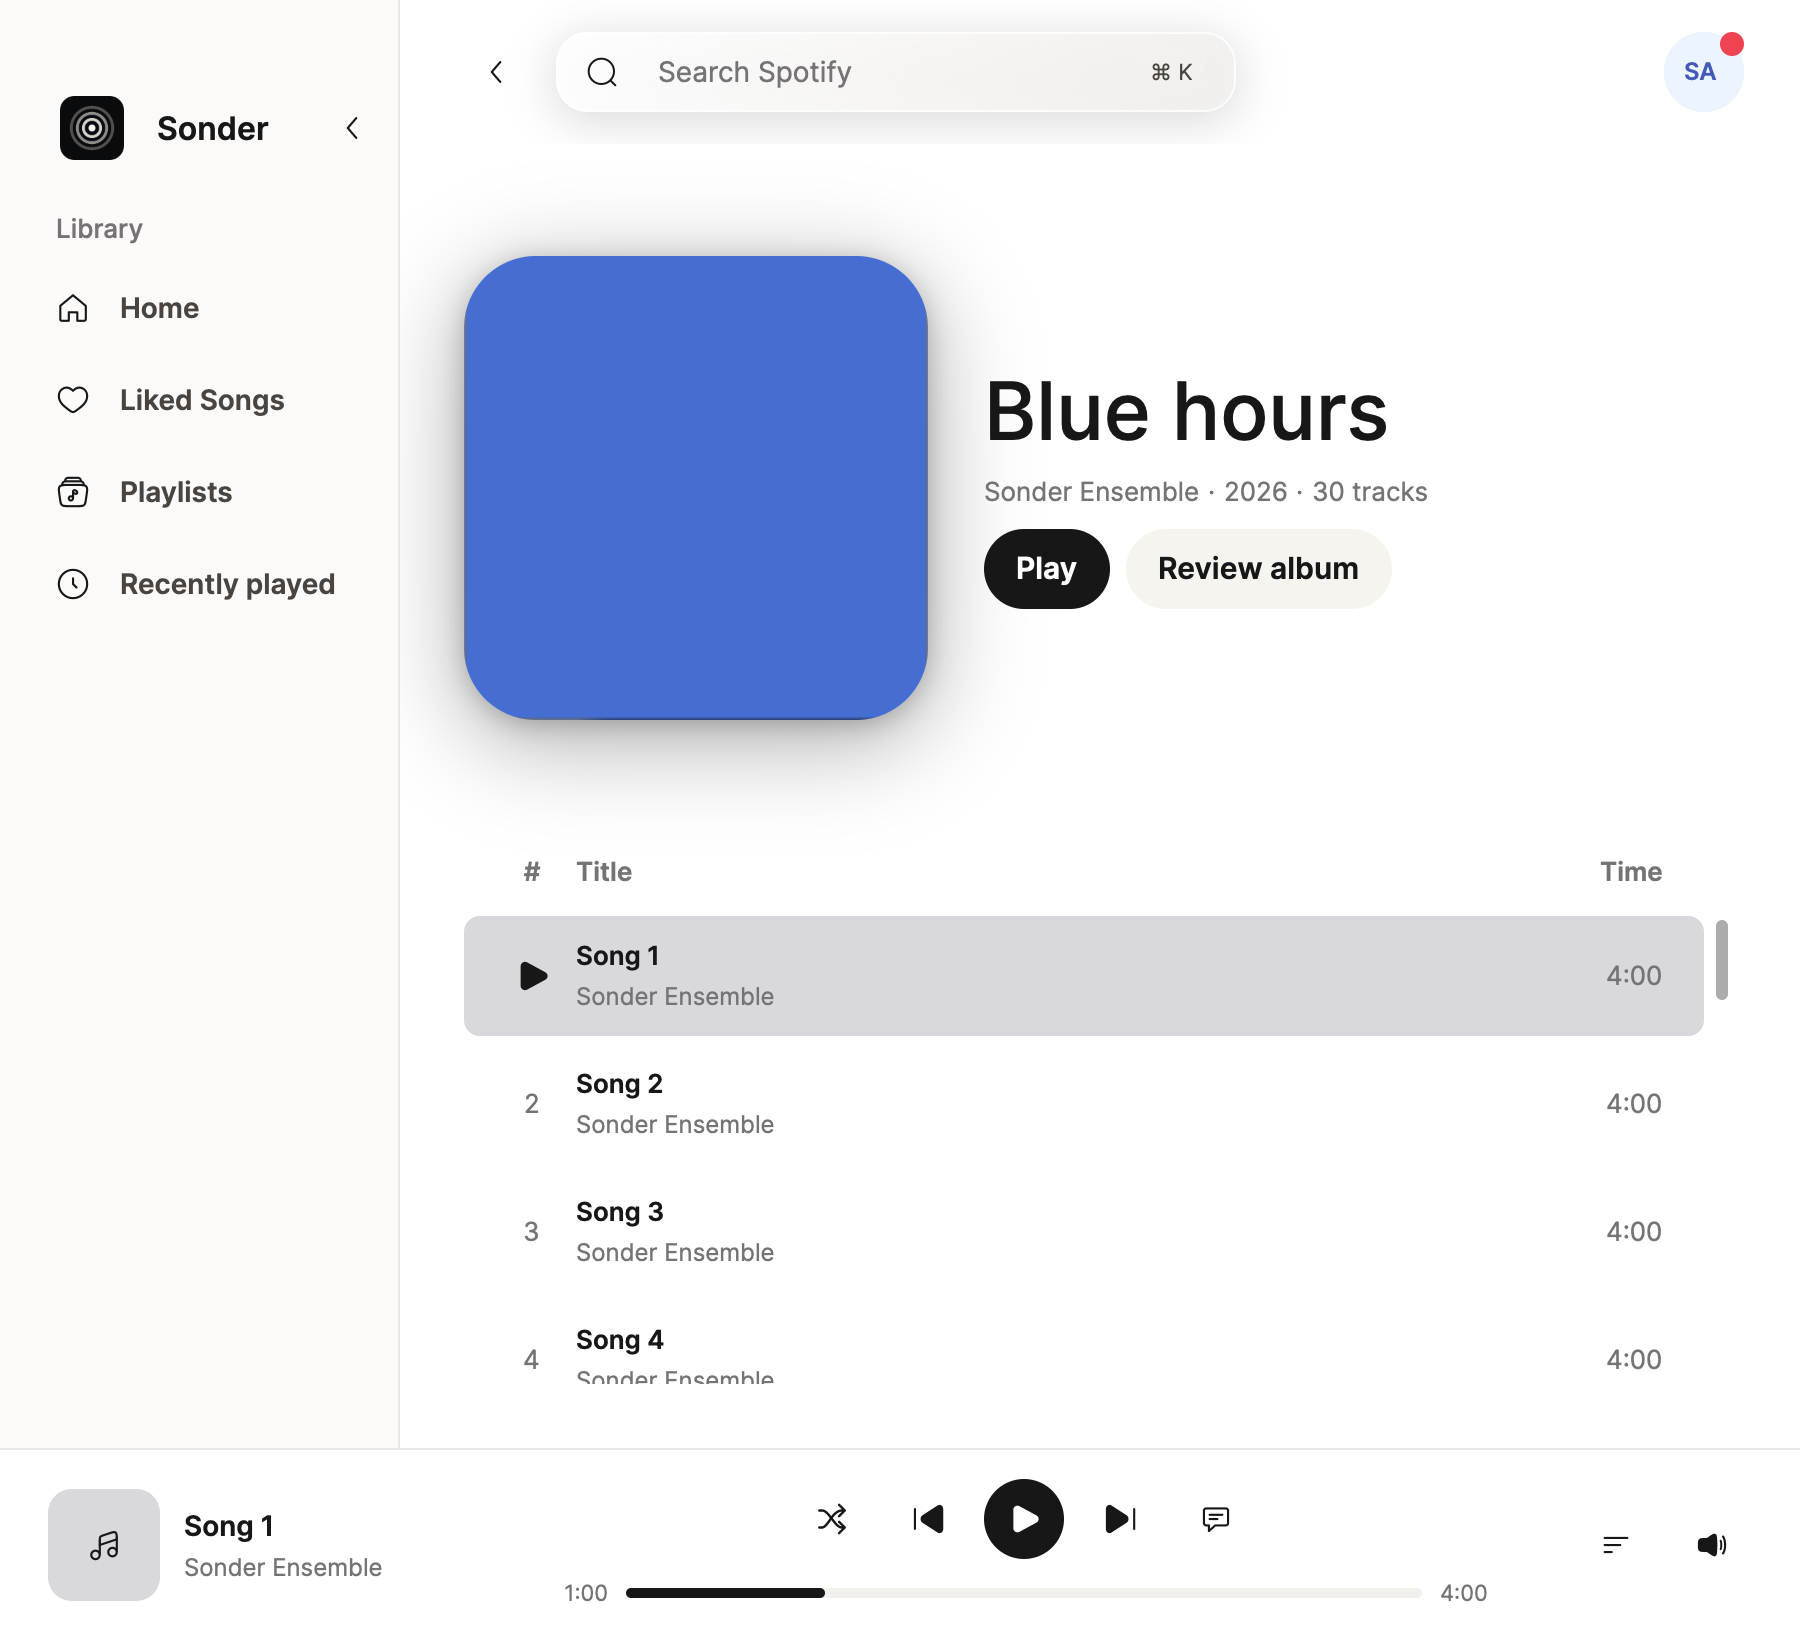 Sonder
Library
Home
Liked Songs
Playlists
Recently played
Search Spotify
⌘ K
SA
Blue hours
Sonder Ensemble · 2026 · 30 tracks
Play
Review album
# Title Time
Song 1
Sonder Ensemble
4:00
2
Song 2
Sonder Ensemble
4:00
3
Song 3
Sonder Ensemble
4:00
4
Song 4
Sonder Ensemble
4:00
Song 1
Sonder Ensemble
1:00
4:00